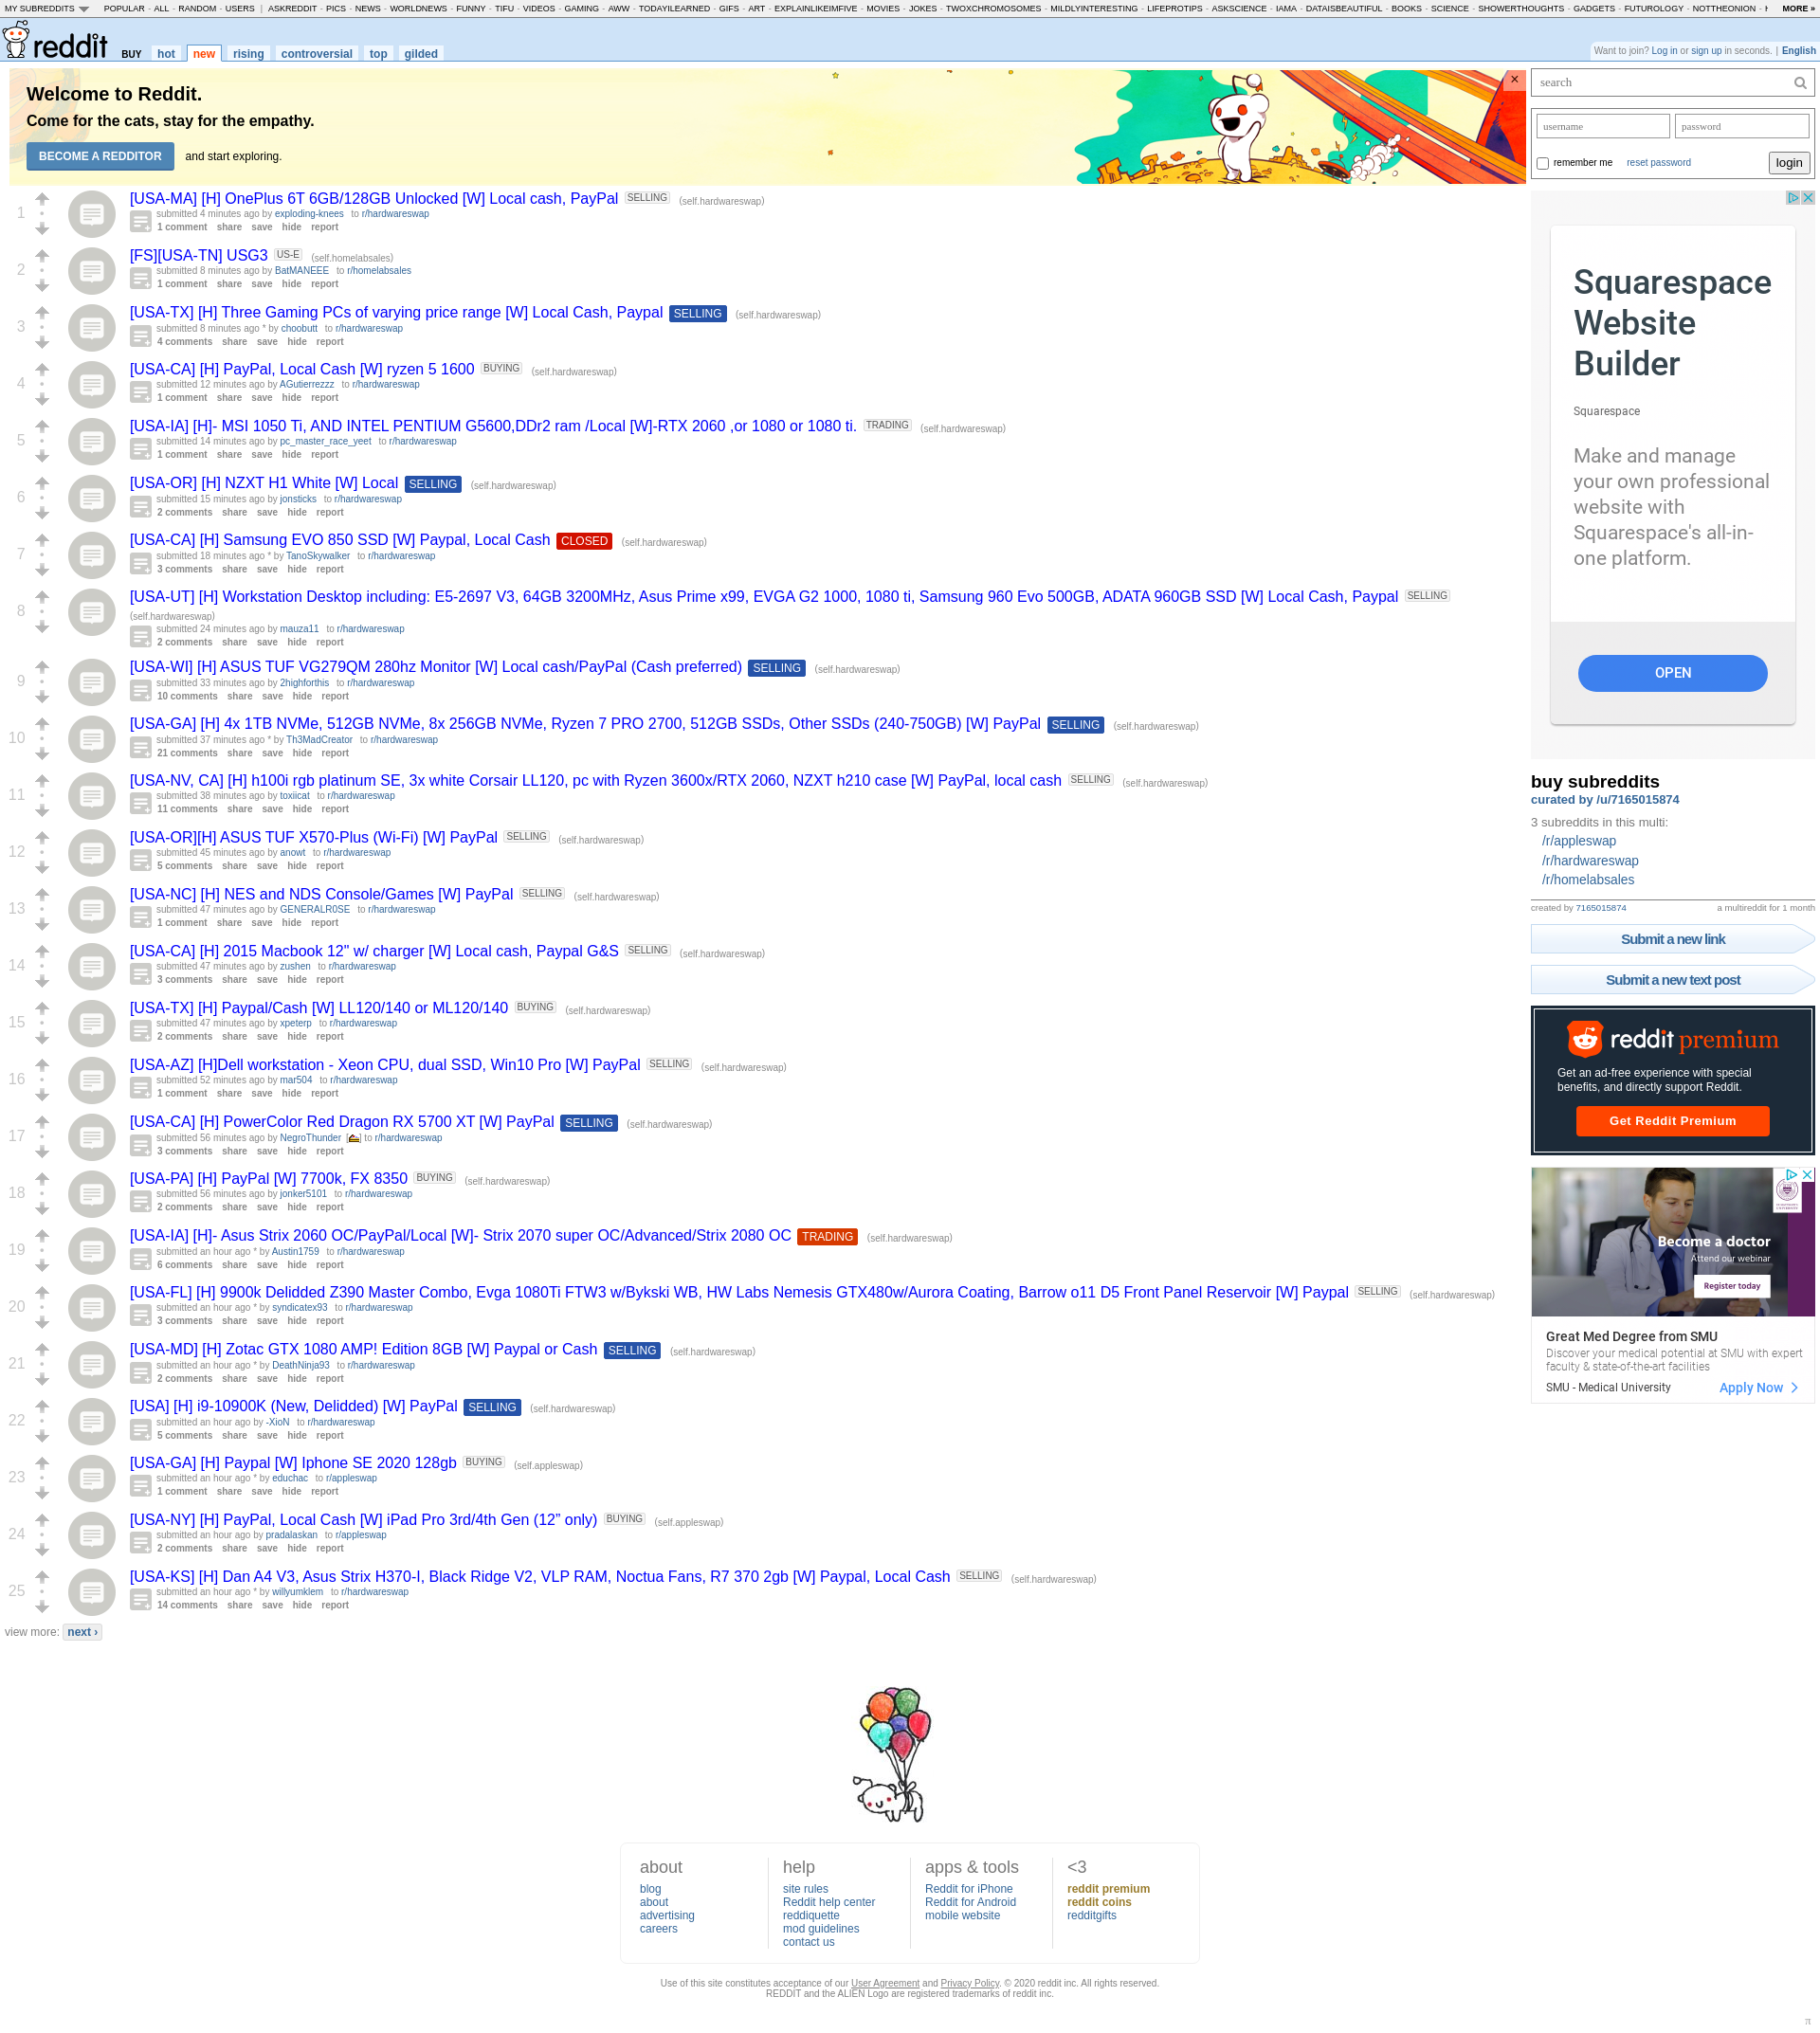 MY SUBREDDITS POPULAR - ALL - RANDOM - USERS | ASKREDDIT - PICS - NEWS - WORLDNEWS - FUNNY - TIFU - VIDEOS - GAMING - AWW - TODAYILEARNED - GIFS - ART - EXPLAINLIKEIMFIVE - MOVIES - JOKES - TWOXCHROMOSOMES - MILDLYINTERESTING - LIFEPROTIPS - ASKSCIENCE - IAMA - DATAISBEAUTIFUL - BOOKS - SCIENCE - SHOWERTHOUGHTS - GADGETS - FUTUROLOGY - NOTTHEONION - MORE »
reddit BUY hot new rising controversial top gilded
Want to join? Log in or sign up in seconds. | English
Welcome to Reddit.
Come for the cats, stay for the empathy.
BECOME A REDDITOR and start exploring.
×
search
username password
remember me reset password login
1
[USA-MA] [H] OnePlus 6T 6GB/128GB Unlocked [W] Local cash, PayPal SELLING (self.hardwareswap)
submitted 4 minutes ago by exploding-knees to r/hardwareswap
1 comment share save hide report
2
[FS][USA-TN] USG3 US-E (self.homelabsales)
submitted 8 minutes ago by BatMANEEE to r/homelabsales
1 comment share save hide report
3
[USA-TX] [H] Three Gaming PCs of varying price range [W] Local Cash, Paypal SELLING (self.hardwareswap)
submitted 8 minutes ago * by choobutt to r/hardwareswap
4 comments share save hide report
4
[USA-CA] [H] PayPal, Local Cash [W] ryzen 5 1600 BUYING (self.hardwareswap)
submitted 12 minutes ago by AGutierrezzz to r/hardwareswap
1 comment share save hide report
5
[USA-IA] [H]- MSI 1050 Ti, AND INTEL PENTIUM G5600,DDr2 ram /Local [W]-RTX 2060 ,or 1080 or 1080 ti. TRADING (self.hardwareswap)
submitted 14 minutes ago by pc_master_race_yeet to r/hardwareswap
1 comment share save hide report
6
[USA-OR] [H] NZXT H1 White [W] Local SELLING (self.hardwareswap)
submitted 15 minutes ago by jonsticks to r/hardwareswap
2 comments share save hide report
7
[USA-CA] [H] Samsung EVO 850 SSD [W] Paypal, Local Cash CLOSED (self.hardwareswap)
submitted 18 minutes ago * by TanoSkywalker to r/hardwareswap
3 comments share save hide report
8
[USA-UT] [H] Workstation Desktop including: E5-2697 V3, 64GB 3200MHz, Asus Prime x99, EVGA G2 1000, 1080 ti, Samsung 960 Evo 500GB, ADATA 960GB SSD [W] Local Cash, Paypal SELLING
(self.hardwareswap)
submitted 24 minutes ago by mauza11 to r/hardwareswap
2 comments share save hide report
9
[USA-WI] [H] ASUS TUF VG279QM 280hz Monitor [W] Local cash/PayPal (Cash preferred) SELLING (self.hardwareswap)
submitted 33 minutes ago by 2highforthis to r/hardwareswap
10 comments share save hide report
10
[USA-GA] [H] 4x 1TB NVMe, 512GB NVMe, 8x 256GB NVMe, Ryzen 7 PRO 2700, 512GB SSDs, Other SSDs (240-750GB) [W] PayPal SELLING (self.hardwareswap)
submitted 37 minutes ago * by Th3MadCreator to r/hardwareswap
21 comments share save hide report
11
[USA-NV, CA] [H] h100i rgb platinum SE, 3x white Corsair LL120, pc with Ryzen 3600x/RTX 2060, NZXT h210 case [W] PayPal, local cash SELLING (self.hardwareswap)
submitted 38 minutes ago by toxiicat to r/hardwareswap
11 comments share save hide report
12
[USA-OR][H] ASUS TUF X570-Plus (Wi-Fi) [W] PayPal SELLING (self.hardwareswap)
submitted 45 minutes ago by anowt to r/hardwareswap
5 comments share save hide report
13
[USA-NC] [H] NES and NDS Console/Games [W] PayPal SELLING (self.hardwareswap)
submitted 47 minutes ago by GENERALR0SE to r/hardwareswap
1 comment share save hide report
14
[USA-CA] [H] 2015 Macbook 12" w/ charger [W] Local cash, Paypal G&S SELLING (self.hardwareswap)
submitted 47 minutes ago by zushen to r/hardwareswap
3 comments share save hide report
15
[USA-TX] [H] Paypal/Cash [W] LL120/140 or ML120/140 BUYING (self.hardwareswap)
submitted 47 minutes ago by xpeterp to r/hardwareswap
2 comments share save hide report
16
[USA-AZ] [H]Dell workstation - Xeon CPU, dual SSD, Win10 Pro [W] PayPal SELLING (self.hardwareswap)
submitted 52 minutes ago by mar504 to r/hardwareswap
1 comment share save hide report
17
[USA-CA] [H] PowerColor Red Dragon RX 5700 XT [W] PayPal SELLING (self.hardwareswap)
submitted 56 minutes ago by NegroThunder [] to r/hardwareswap
3 comments share save hide report
18
[USA-PA] [H] PayPal [W] 7700k, FX 8350 BUYING (self.hardwareswap)
submitted 56 minutes ago by jonker5101 to r/hardwareswap
2 comments share save hide report
19
[USA-IA] [H]- Asus Strix 2060 OC/PayPal/Local [W]- Strix 2070 super OC/Advanced/Strix 2080 OC TRADING (self.hardwareswap)
submitted an hour ago * by Austin1759 to r/hardwareswap
6 comments share save hide report
20
[USA-FL] [H] 9900k Delidded Z390 Master Combo, Evga 1080Ti FTW3 w/Bykski WB, HW Labs Nemesis GTX480w/Aurora Coating, Barrow o11 D5 Front Panel Reservoir [W] Paypal SELLING (self.hardwareswap)
submitted an hour ago * by syndicatex93 to r/hardwareswap
3 comments share save hide report
21
[USA-MD] [H] Zotac GTX 1080 AMP! Edition 8GB [W] Paypal or Cash SELLING (self.hardwareswap)
submitted an hour ago * by DeathNinja93 to r/hardwareswap
2 comments share save hide report
22
[USA] [H] i9-10900K (New, Delidded) [W] PayPal SELLING (self.hardwareswap)
submitted an hour ago by -XioN to r/hardwareswap
5 comments share save hide report
23
[USA-GA] [H] Paypal [W] Iphone SE 2020 128gb BUYING (self.appleswap)
submitted an hour ago * by educhac to r/appleswap
1 comment share save hide report
24
[USA-NY] [H] PayPal, Local Cash [W] iPad Pro 3rd/4th Gen (12” only) BUYING (self.appleswap)
submitted an hour ago by pradalaskan to r/appleswap
2 comments share save hide report
25
[USA-KS] [H] Dan A4 V3, Asus Strix H370-I, Black Ridge V2, VLP RAM, Noctua Fans, R7 370 2gb [W] Paypal, Local Cash SELLING (self.hardwareswap)
submitted an hour ago * by willyumklem to r/hardwareswap
14 comments share save hide report
view more: next ›
Squarespace
Website
Builder
Squarespace
Make and manage
your own professional
website with
Squarespace's all-in-
one platform.
OPEN
buy subreddits
curated by /u/7165015874
3 subreddits in this multi:
/r/appleswap
/r/hardwareswap
/r/homelabsales
created by 7165015874 a multireddit for 1 month
Submit a new link
Submit a new text post
reddit premium
Get an ad-free experience with special
benefits, and directly support Reddit.
Get Reddit Premium
Become a doctor
Attend our webinar
Register today
Great Med Degree from SMU
Discover your medical potential at SMU with expert
faculty & state-of-the-art facilities
SMU - Medical University Apply Now
about
blog
about
advertising
careers
help
site rules
Reddit help center
reddiquette
mod guidelines
contact us
apps & tools
Reddit for iPhone
Reddit for Android
mobile website
<3
reddit premium
reddit coins
redditgifts
Use of this site constitutes acceptance of our User Agreement and Privacy Policy. © 2020 reddit inc. All rights reserved.
REDDIT and the ALIEN Logo are registered trademarks of reddit inc.
π